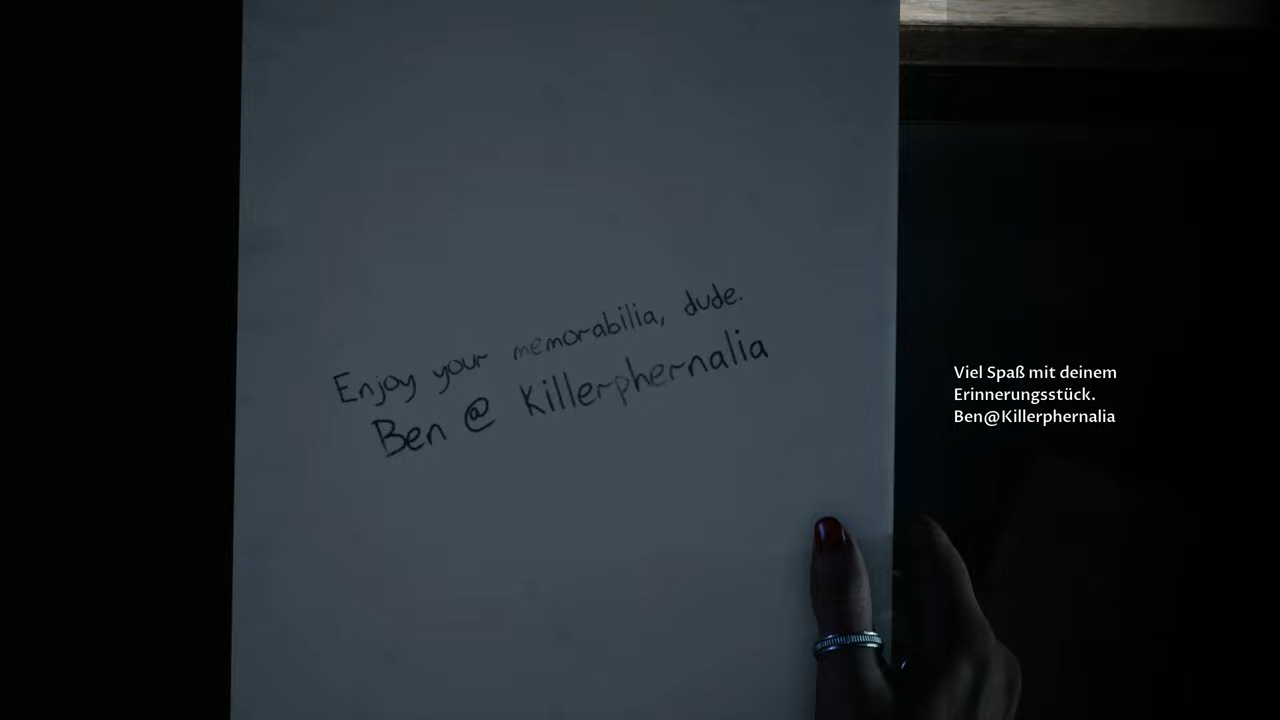 Enjoy your memorabilia, dude.
Ben @ Killerphernalia
Viel Spaß mit deinem
Erinnerungsstück.
Ben@Killerphernalia